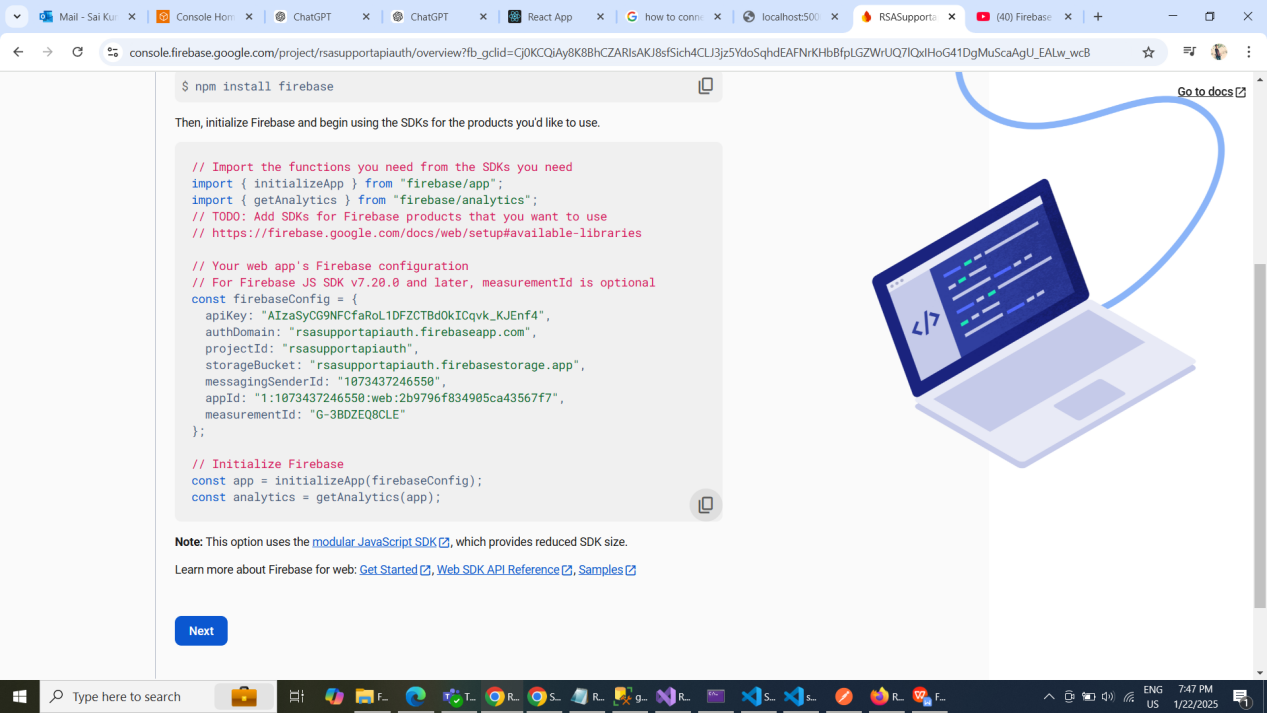 Mail - Sai Kur
Console Hom
ChatGPT
ChatGPT
React App
how to conne
localhost:500
RSASupporta
(40) Firebase
console.firebase.google.com/project/rsasupportapiauth/overview?fb_gclid=Cj0KCQiAy8K8BhCZARIsAKJ8sfSich4CLJ3jz5YdoSqhdEAFNrKHbBfpLGZWrUQ7lQxIHoG41DgMuScaAgU_EALw_wcB
$ npm install firebase
Go to docs
Then, initialize Firebase and begin using the SDKs for the products you'd like to use.
// Import the functions you need from the SDKs you need
import { initializeApp } from "firebase/app";
import { getAnalytics } from "firebase/analytics";
// TODO: Add SDKs for Firebase products that you want to use
// https://firebase.google.com/docs/web/setup#available-libraries
// Your web app's Firebase configuration
// For Firebase JS SDK v7.20.0 and later, measurementId is optional
const firebaseConfig = {
apiKey: "AIzaSyCG9NFCfaRoL1DFZCTBdOkICqvk_KJEnf4",
authDomain: "rsasupportapiauth.firebaseapp.com",
projectId: "rsasupportapiauth",
storageBucket: "rsasupportapiauth.firebasestorage.app",
messagingSenderId: "1073437246550",
appId: "1:1073437246550:web:2b9796f834905ca43567f7",
measurementId: "G-3BDZEQ8CLE"
};
// Initialize Firebase
const app = initializeApp(firebaseConfig);
const analytics = getAnalytics(app);
</>
Note: This option uses the modular JavaScript SDK, which provides reduced SDK size.
Learn more about Firebase for web: Get Started, Web SDK API Reference, Samples
Next
Type here to search
F...
T...
R...
S...
R...
g...
R...
S...
s...
R...
F...
ENG
US
7:47 PM
1/22/2025
1